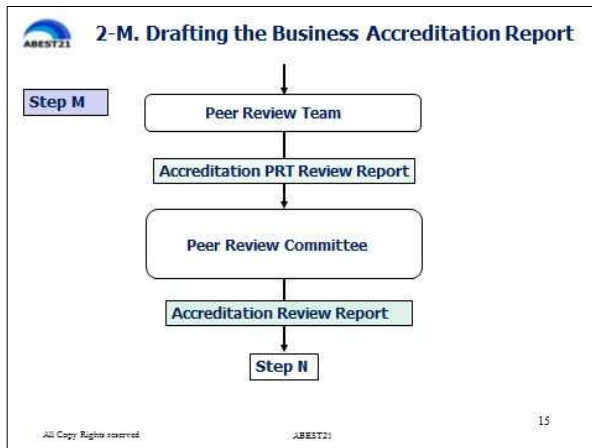 ABEST21
2-M. Drafting the Business Accreditation Report
Step M
Peer Review Team
Accreditation PRT Review Report
Peer Review Committee
Accreditation Review Report
Step N
15
All Copy Rights reserved
ABEST21